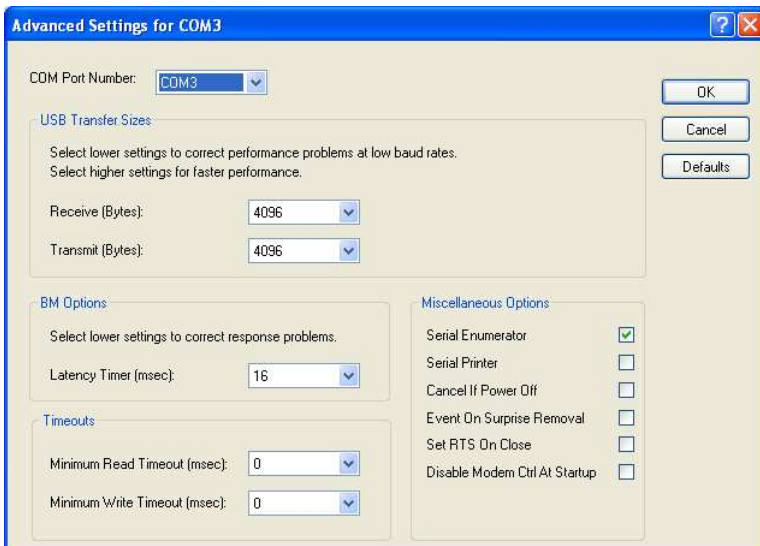 Advanced Settings for COM3
COM Port Number: COM3
OK
Cancel
Defaults
USB Transfer Sizes
Select lower settings to correct performance problems at low baud rates.
Select higher settings for faster performance.
Receive (Bytes): 4096
Transmit (Bytes): 4096
BM Options
Select lower settings to correct response problems.
Latency Timer (msec): 16
Timeouts
Minimum Read Timeout (msec): 0
Minimum Write Timeout (msec): 0
Miscellaneous Options
Serial Enumerator
Serial Printer
Cancel If Power Off
Event On Surprise Removal
Set RTS On Close
Disable Modem Ctrl At Startup